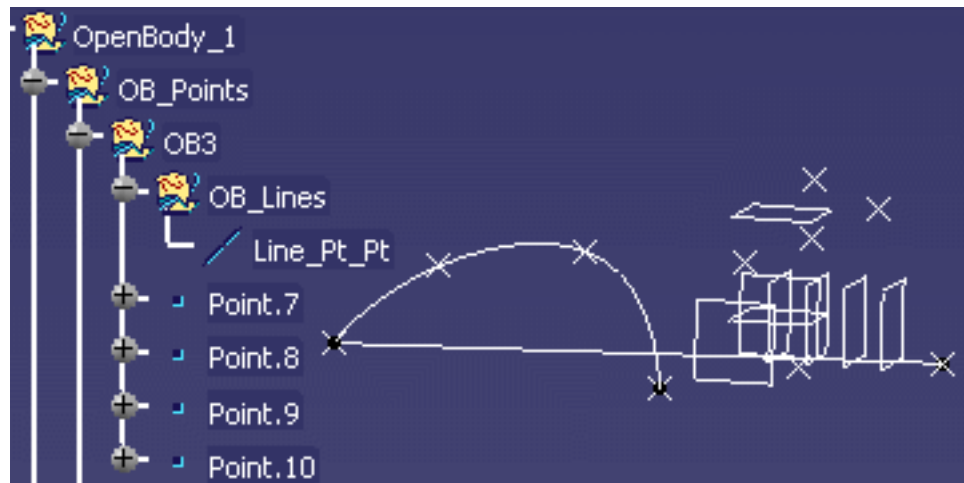 OpenBody_1
OB_Points
OB3
OB_Lines
Line_Pt_Pt
Point.7
Point.8
Point.9
Point.10